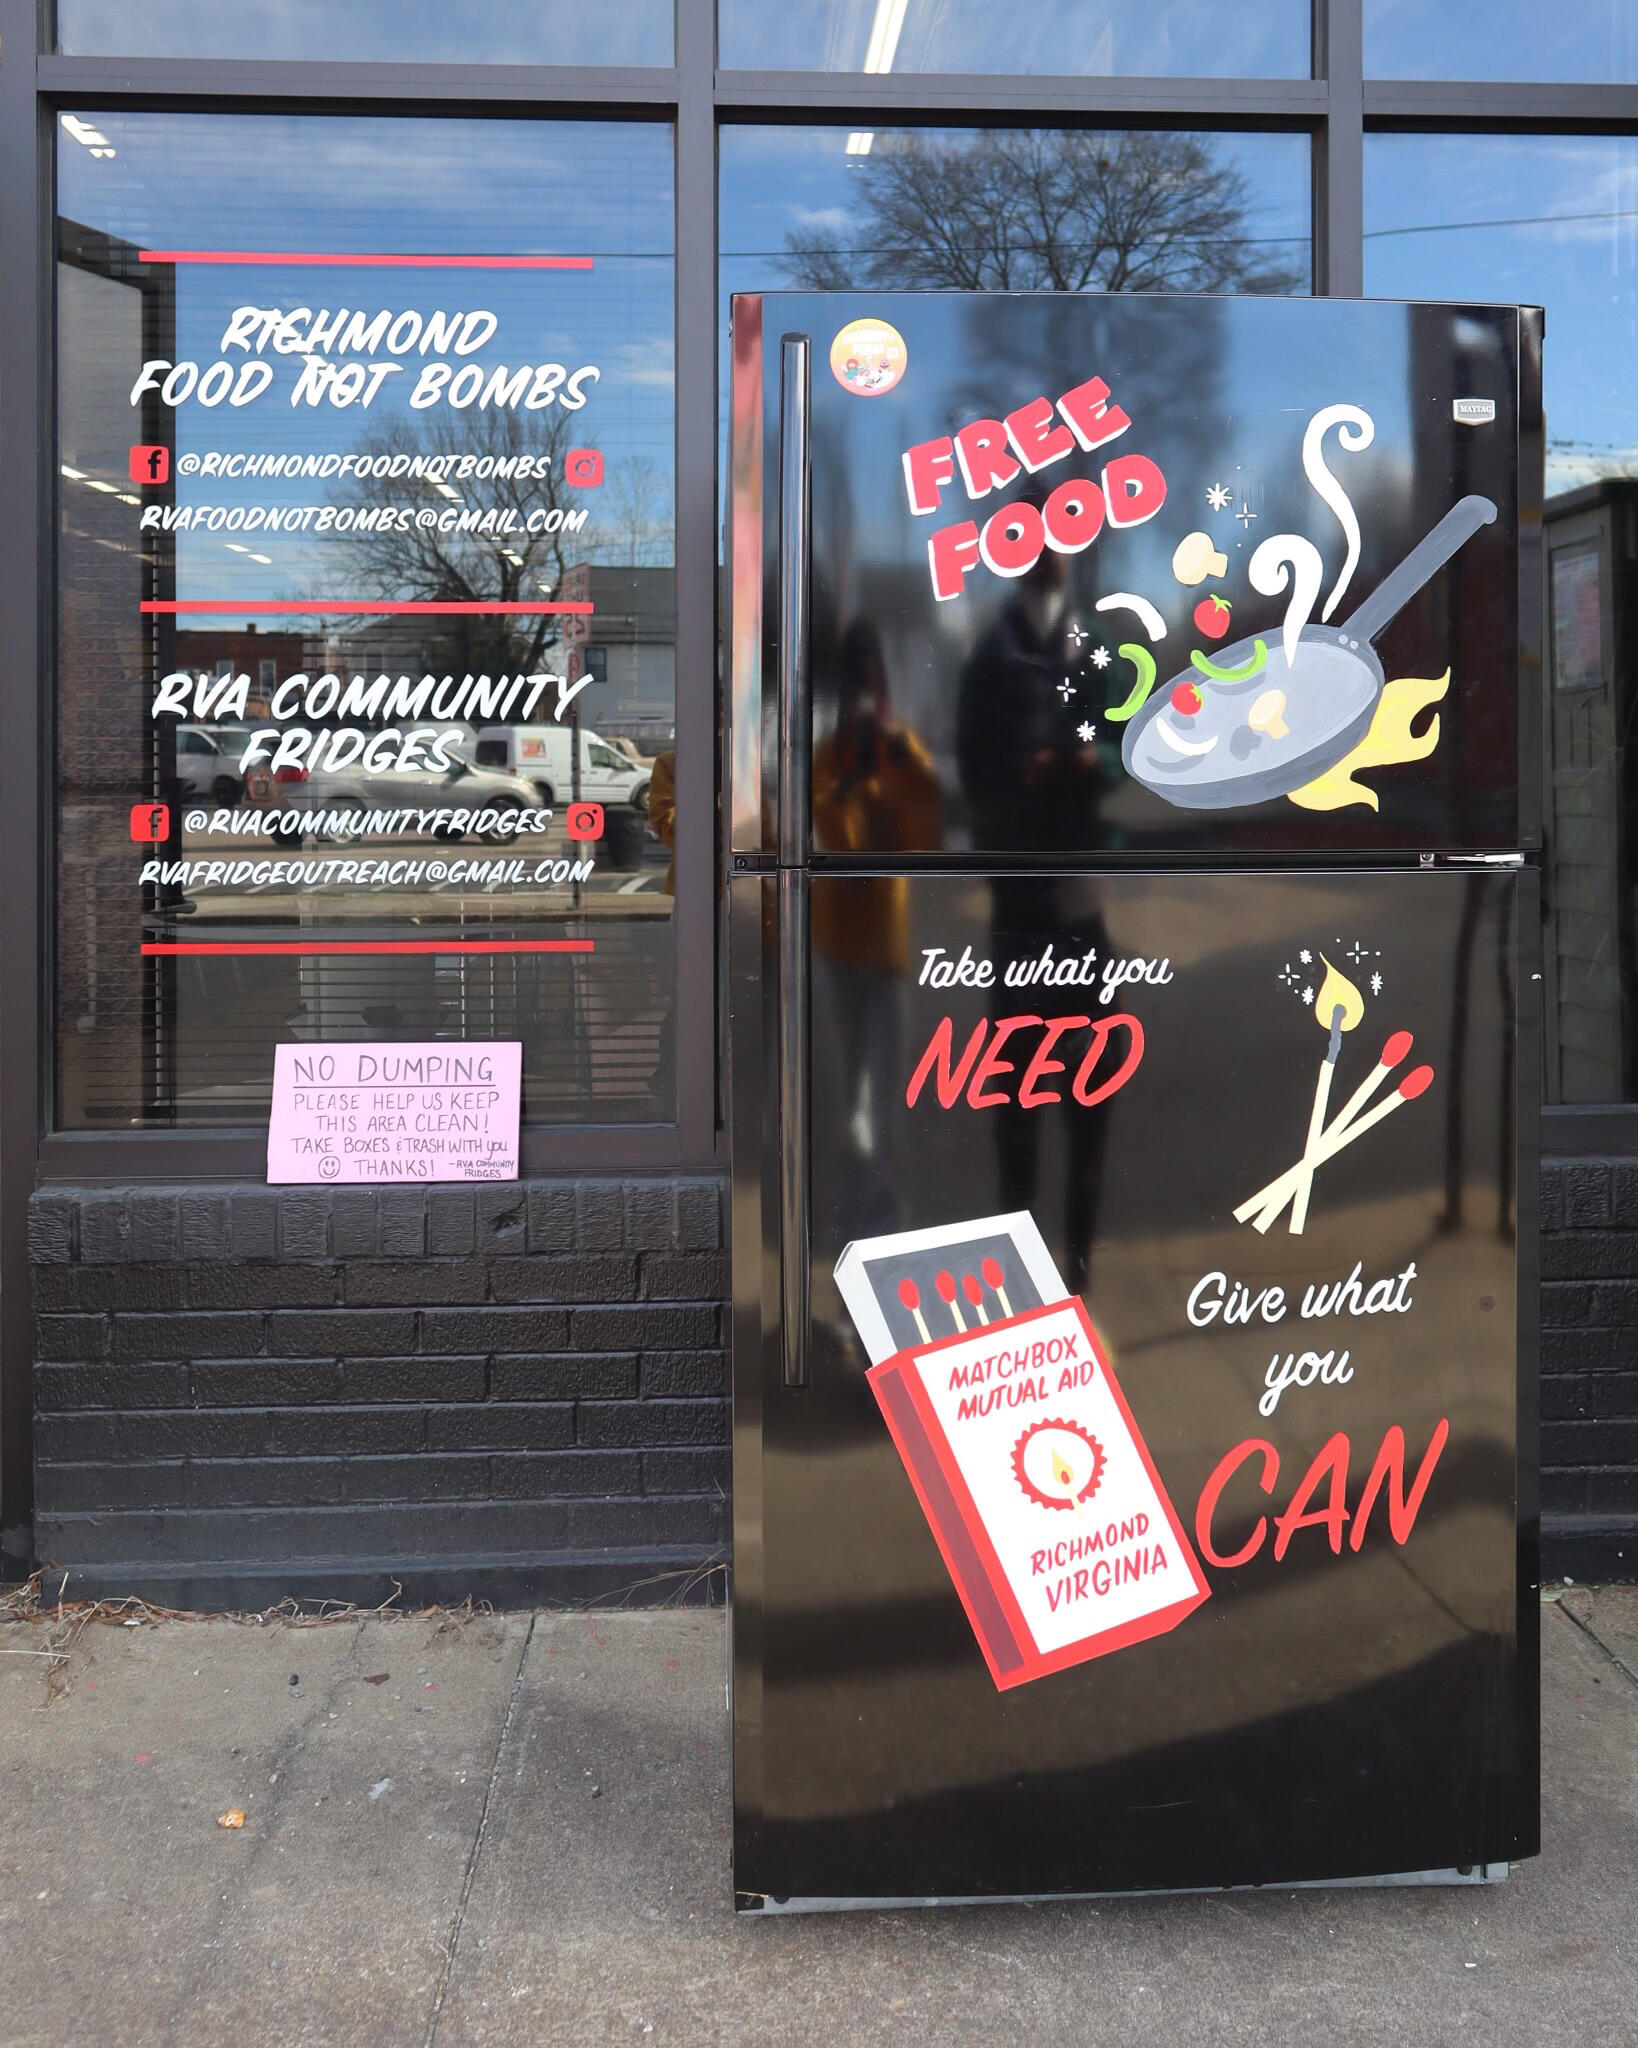 RICHMOND
FOOD NOT BOMBS
@RICHMONDFOODNOTBOMBS
RVAFOODNOTBOMBS@GMAIL.COM
RVA COMMUNITY
FRIDGES
@RVACOMMUNITYFRIDGES
RVAFRIDGEOUTREACH@GMAIL.COM
NO DUMPING
PLEASE HELP US KEEP
THIS AREA CLEAN!
TAKE BOXES & TRASH WITH you
THANKS! -RVA COMMUNITY
FRIDGES
FREE
FOOD
MAYTAG
Take what you
NEED
Give what
you
CAN
MATCHBOX
MUTUAL AID
RICHMOND
VIRGINIA